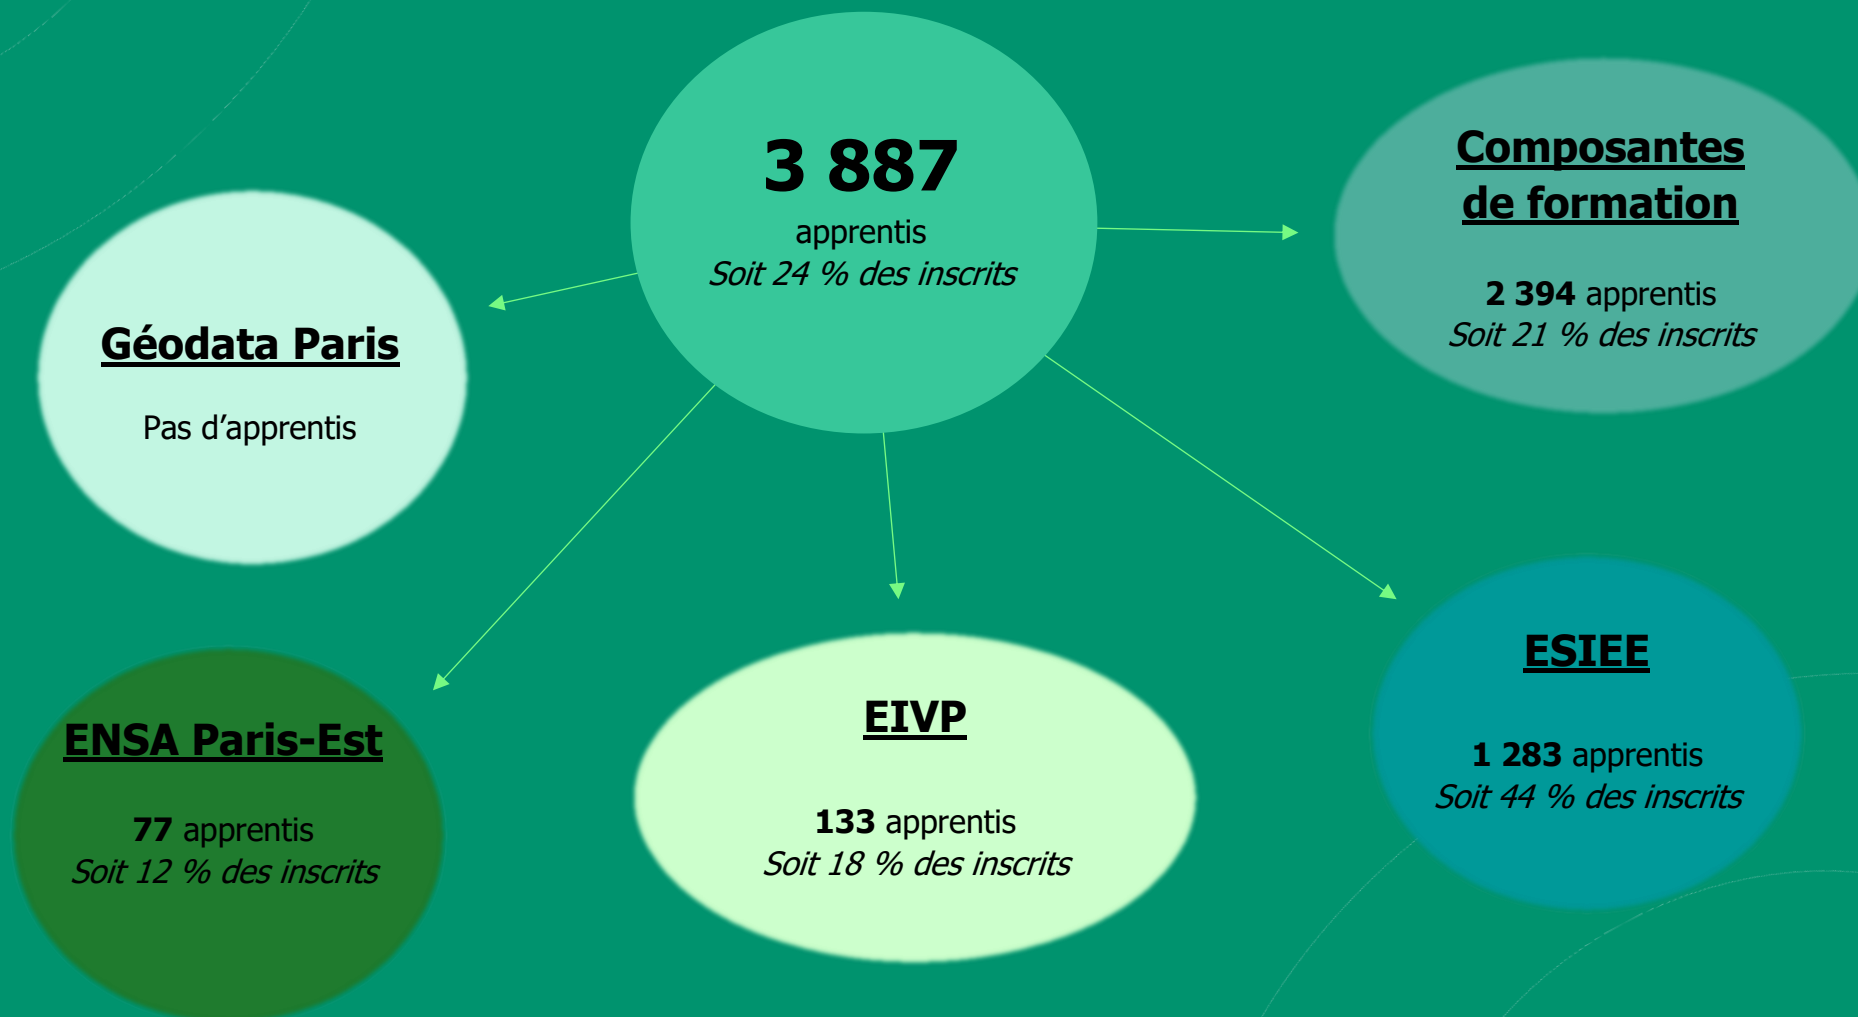 3 887
apprentis
Soit 24 % des inscrits
Composantes
de formation
2 394 apprentis
Soit 21 % des inscrits
Géodata Paris
Pas d’apprentis
ENSA Paris-Est
77 apprentis
Soit 12 % des inscrits
EIVP
133 apprentis
Soit 18 % des inscrits
ESIEE
1 283 apprentis
Soit 44 % des inscrits